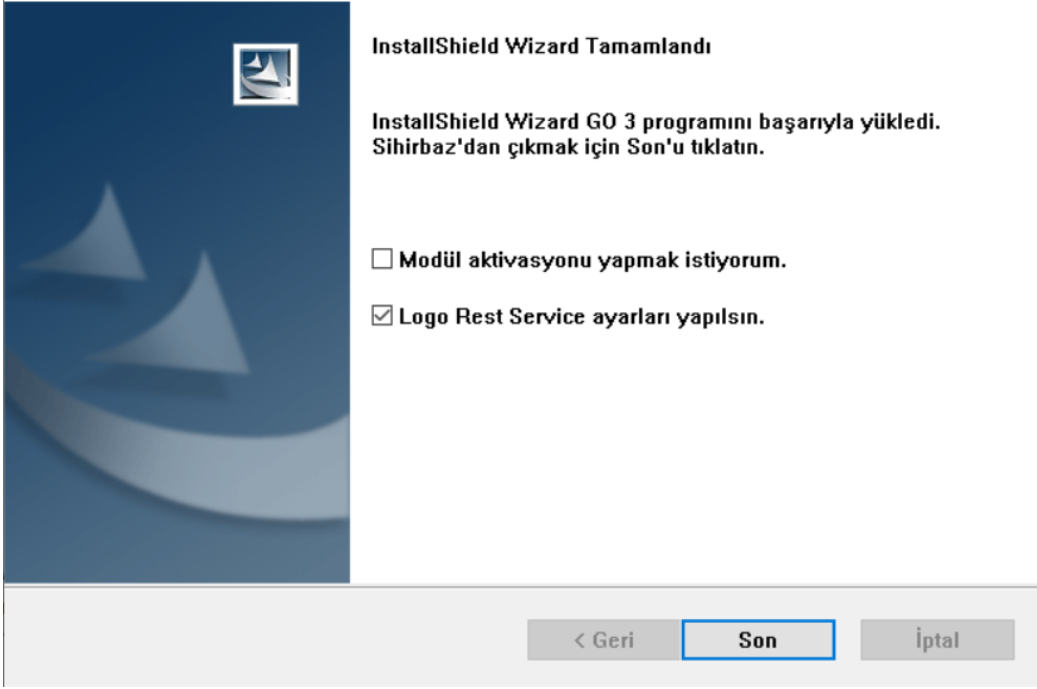 InstallShield Wizard Tamamlandı
InstallShield Wizard GO 3 programını başarıyla yükledi.
Sihirbaz'dan çıkmak için Son'u tıklatın.
Modül aktivasyonu yapmak istiyorum.
Logo Rest Service ayarları yapılsın.
< Geri
Son
İptal